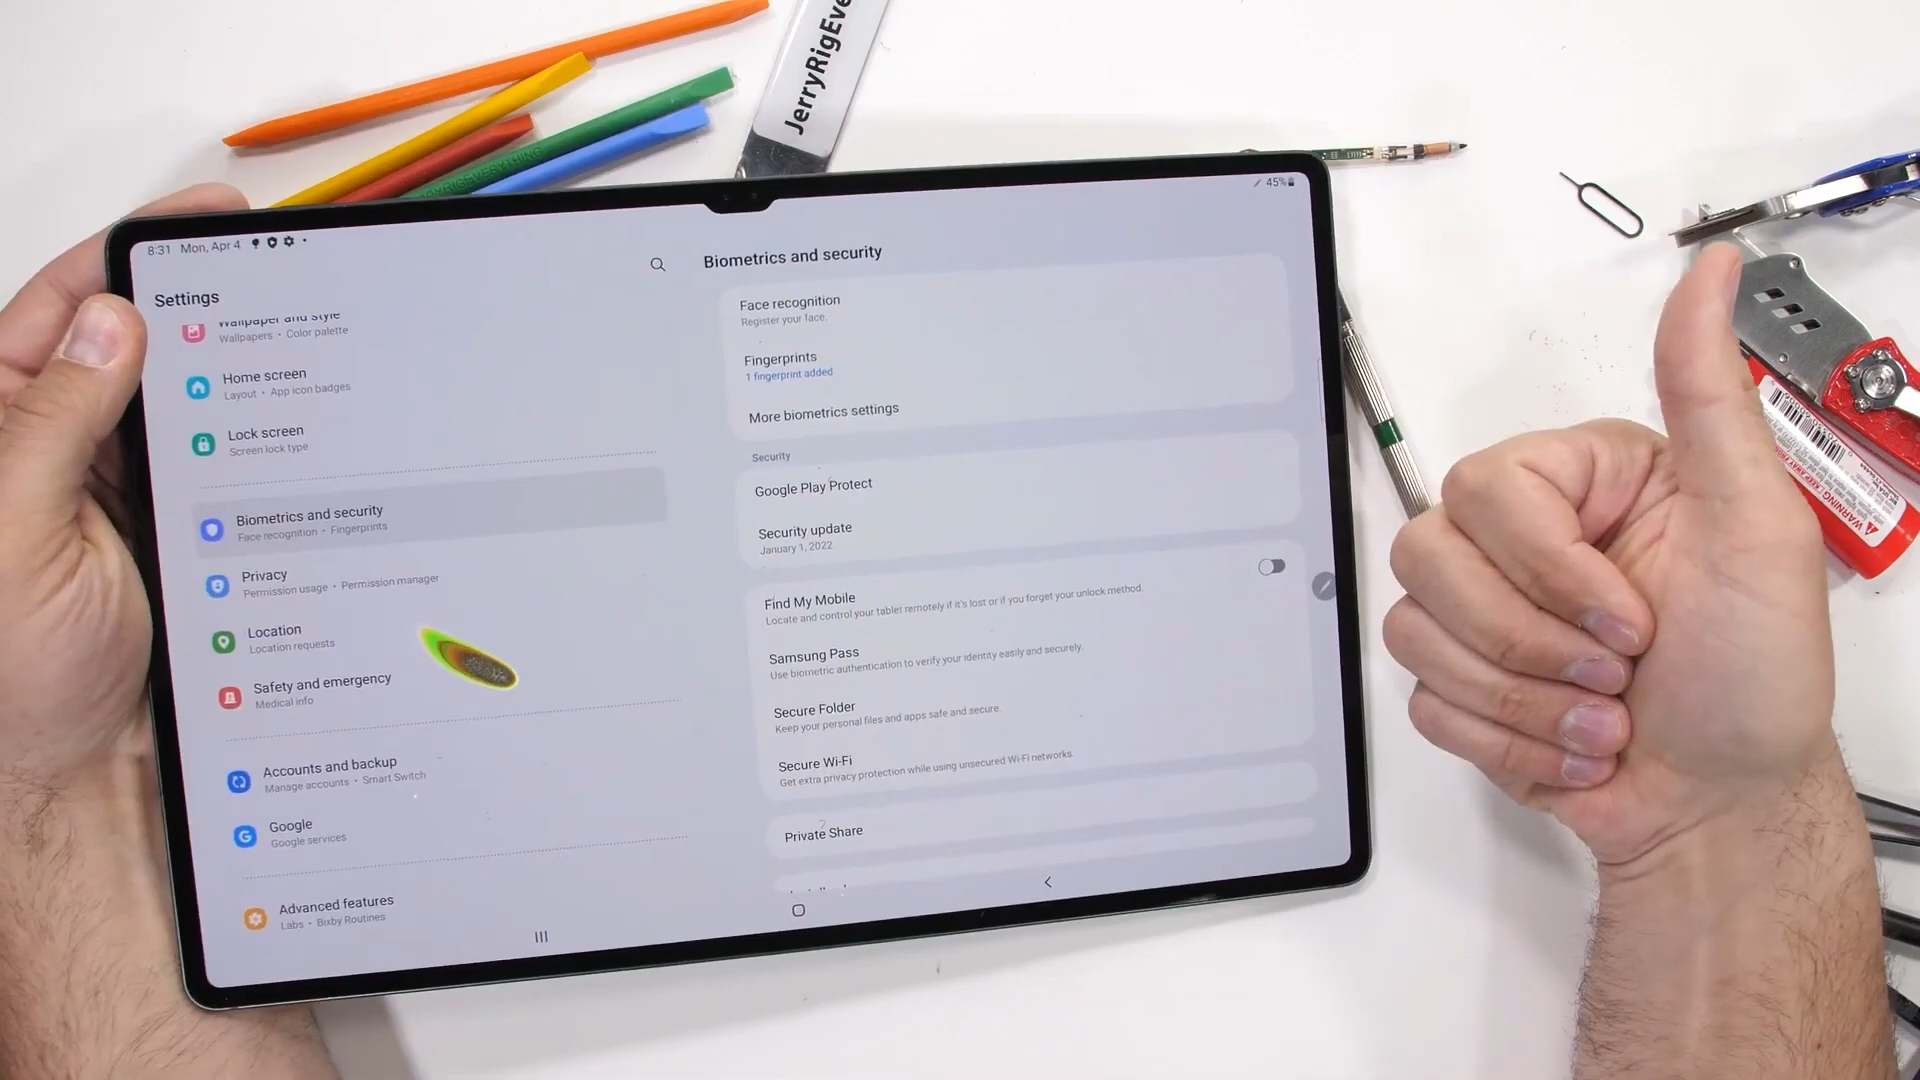 JerryRigEve
RYRIGEVERYTHING
8:31 Mon, Apr 4
45%
Settings
Wallpaper and style
Wallpapers • Color palette
Home screen
Layout • App icon badges
Lock screen
Screen lock type
Biometrics and security
Face recognition • Fingerprints
Privacy
Permission usage • Permission manager
Location
Location requests
Safety and emergency
Medical info
Accounts and backup
Manage accounts • Smart Switch
Google
Google services
Advanced features
Labs • Bixby Routines
Biometrics and security
Face recognition
Register your face.
Fingerprints
1 fingerprint added
More biometrics settings
Security
Google Play Protect
Security update
January 1, 2022
Find My Mobile
Locate and control your tablet remotely if it's lost or if you forget your unlock method.
Samsung Pass
Use biometric authentication to verify your identity easily and securely.
Secure Folder
Keep your personal files and apps safe and secure.
Secure Wi-Fi
Get extra privacy protection while using unsecured Wi-Fi networks.
Private Share
WARNING